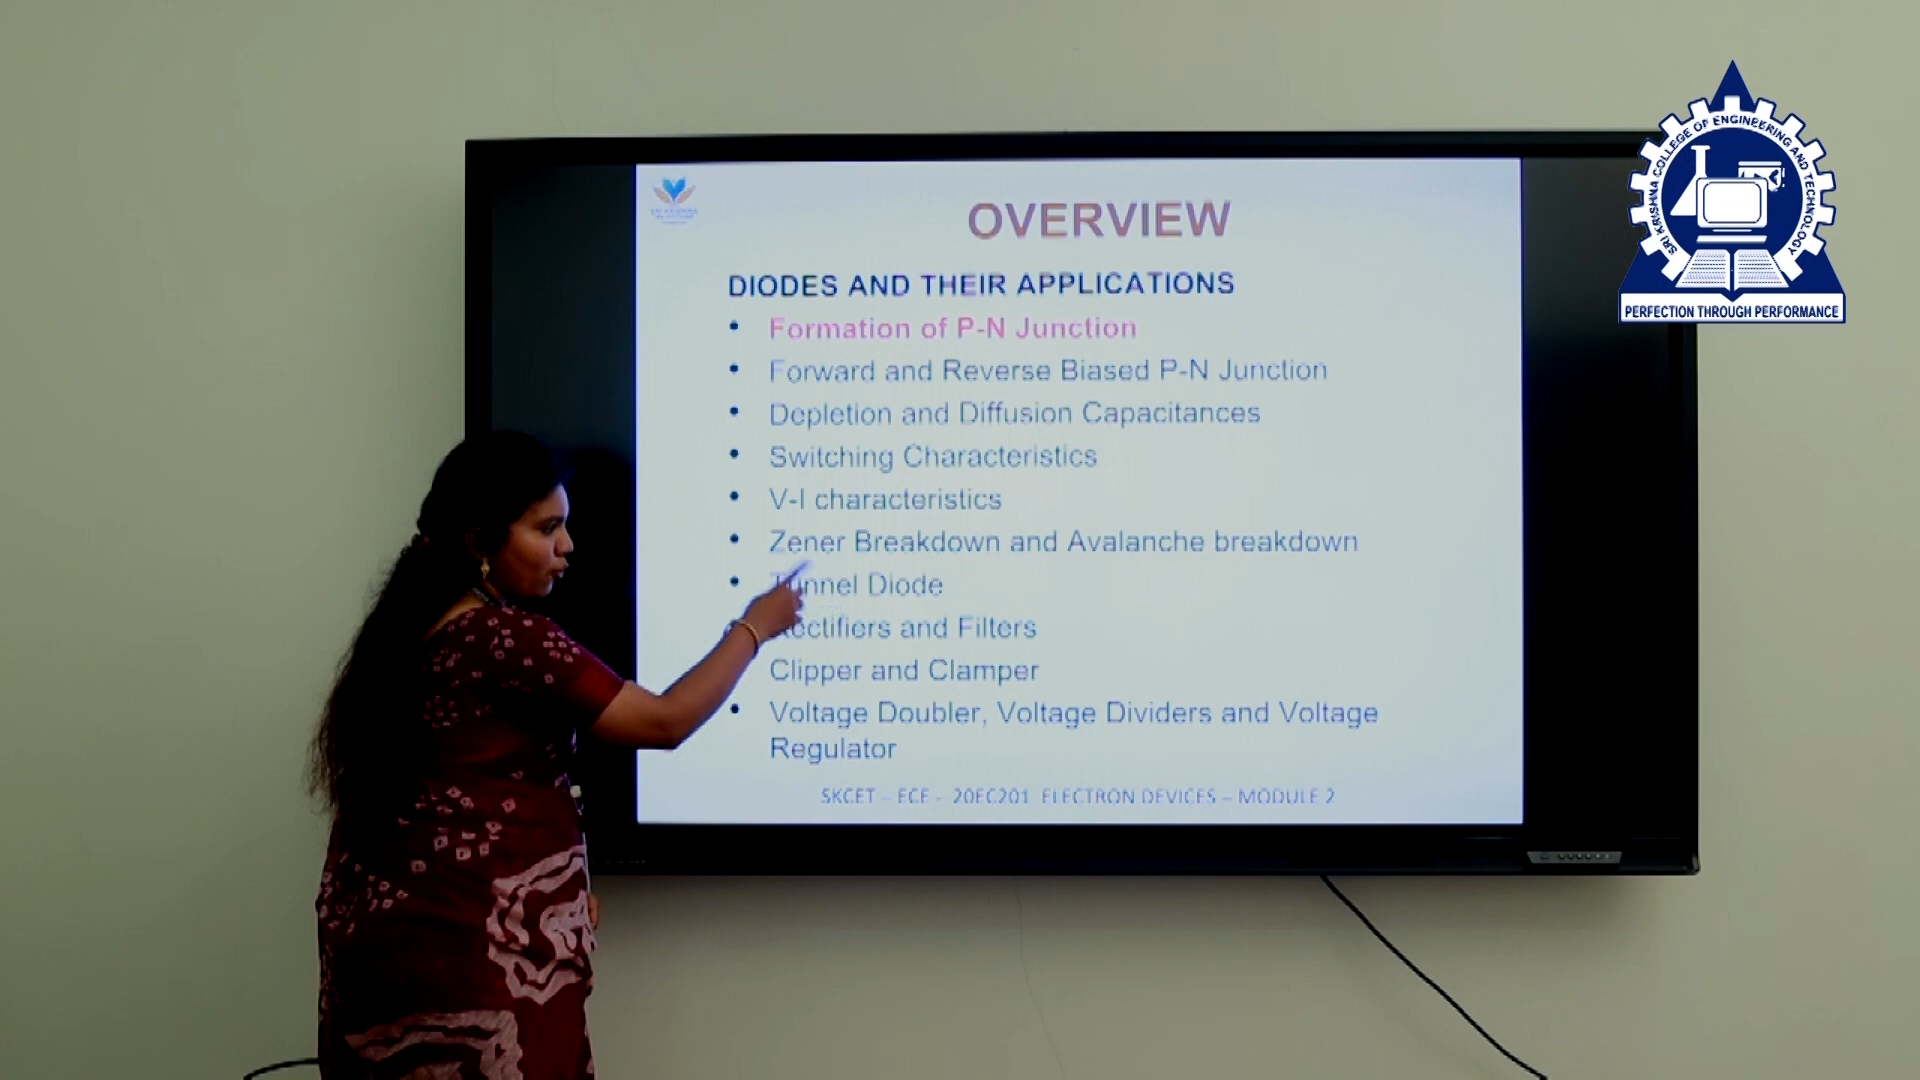 OVERVIEW
DIODES AND THEIR APPLICATIONS
• Formation of P-N Junction
• Forward and Reverse Biased P-N Junction
• Depletion and Diffusion Capacitances
• Switching Characteristics
• V-I characteristics
• Zener Breakdown and Avalanche breakdown
• Tunnel Diode
Rectifiers and Filters
Clipper and Clamper
• Voltage Doubler, Voltage Dividers and Voltage
Regulator
SKCET – ECE - 20EC201 ELECTRON DEVICES – MODULE 2
SRI KRISHNA COLLEGE OF ENGINEERING AND TECHNOLOGY
PERFECTION THROUGH PERFORMANCE